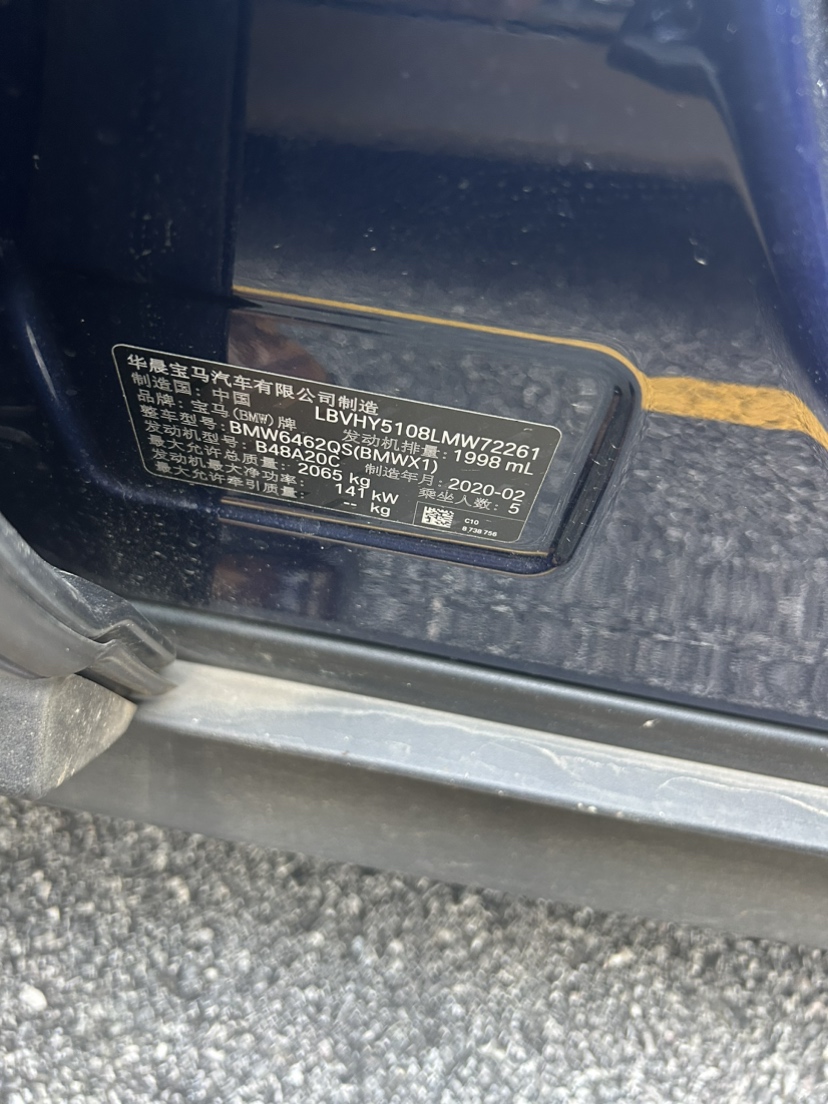 华晨宝马汽车有限公司制造
制造国：中国 LBVHY5108LMW72261
品牌：宝马(BMW)牌 发动机排量：1998 mL
整车型号：BMW6462QS(BMWX1)
发动机型号：B48A20C 制造年月：2020-02
最大允许总质量：2065 kg 乘坐人数：5
发动机最大净功率：141 kW
最大允许牵引质量：-- kg
C10
8 738 756